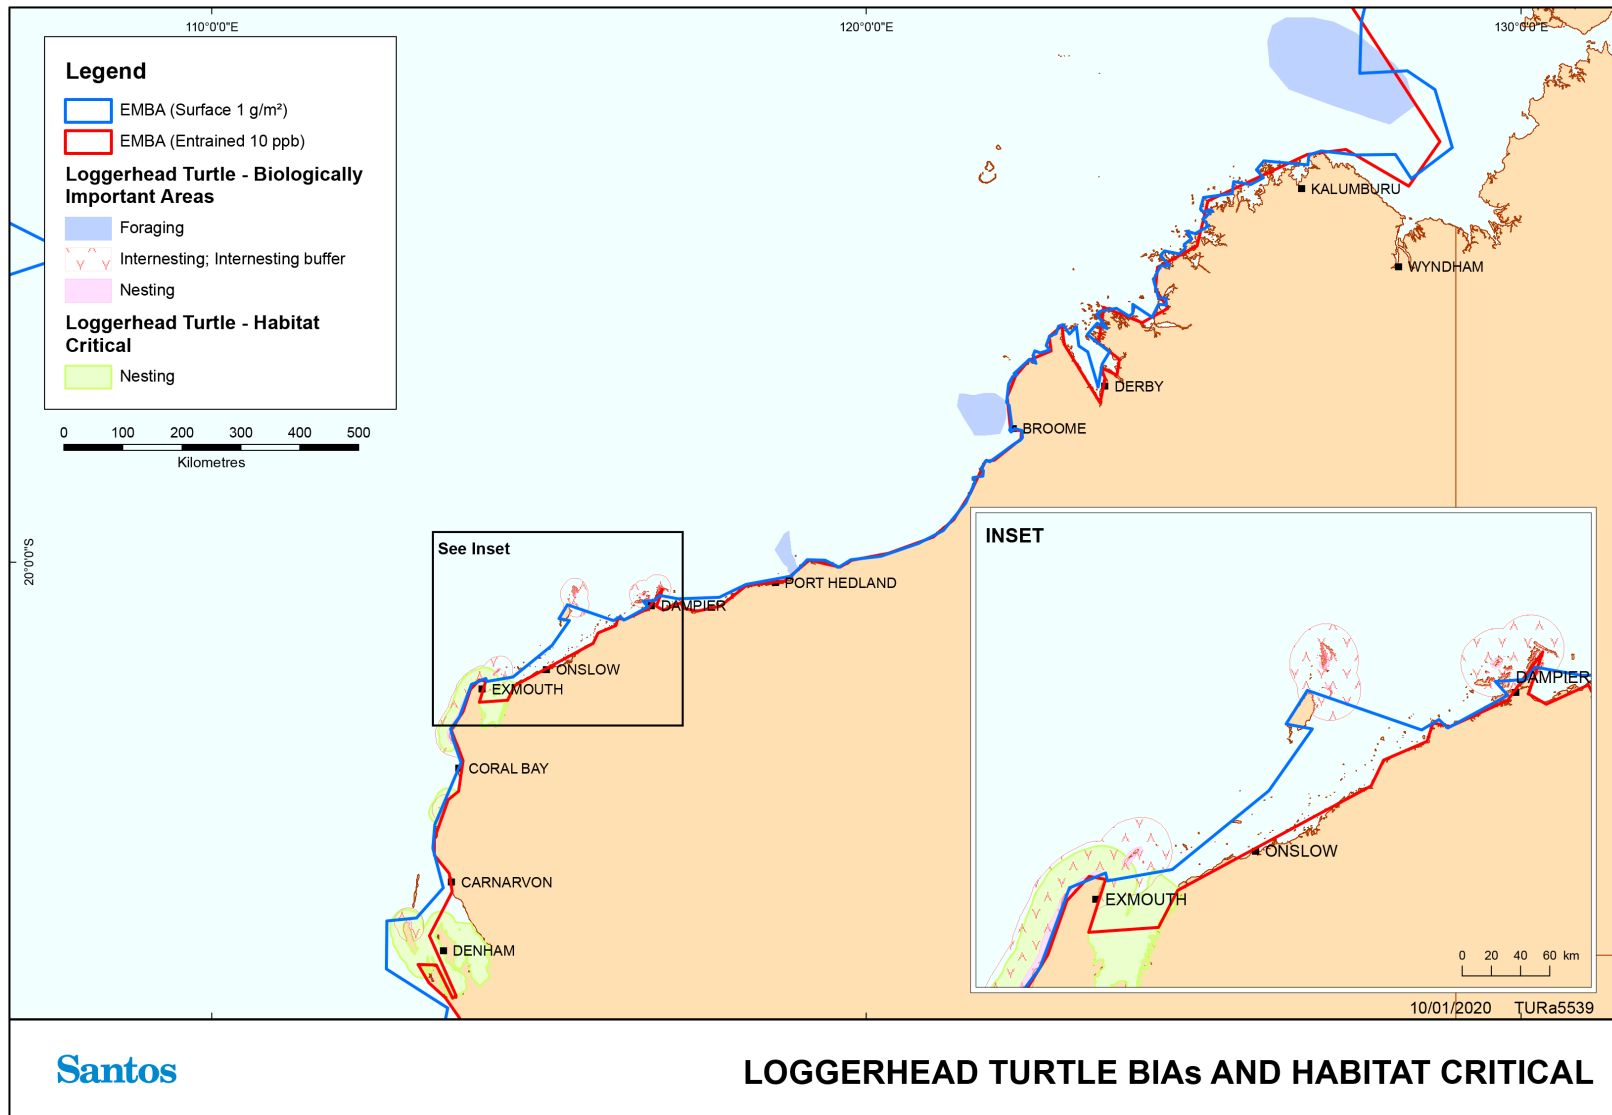 110°0'0"E
120°0'0"E
130°0'0"E
Legend
EMBA (Surface 1 g/m²)
EMBA (Entrained 10 ppb)
Loggerhead Turtle - Biologically
Important Areas
Foraging
Internesting; Internesting buffer
Nesting
Loggerhead Turtle - Habitat
Critical
Nesting
0 100 200 300 400 500
Kilometres
KALUMBURU
WYNDHAM
DERBY
BROOME
20°0'0"S
See Inset
PORT HEDLAND
DAMPIER
ONSLOW
EXMOUTH
CORAL BAY
CARNARVON
DENHAM
INSET
DAMPIER
ONSLOW
EXMOUTH
0 20 40 60 km
10/01/2020 TURa5539
Santos
LOGGERHEAD TURTLE BIAs AND HABITAT CRITICAL